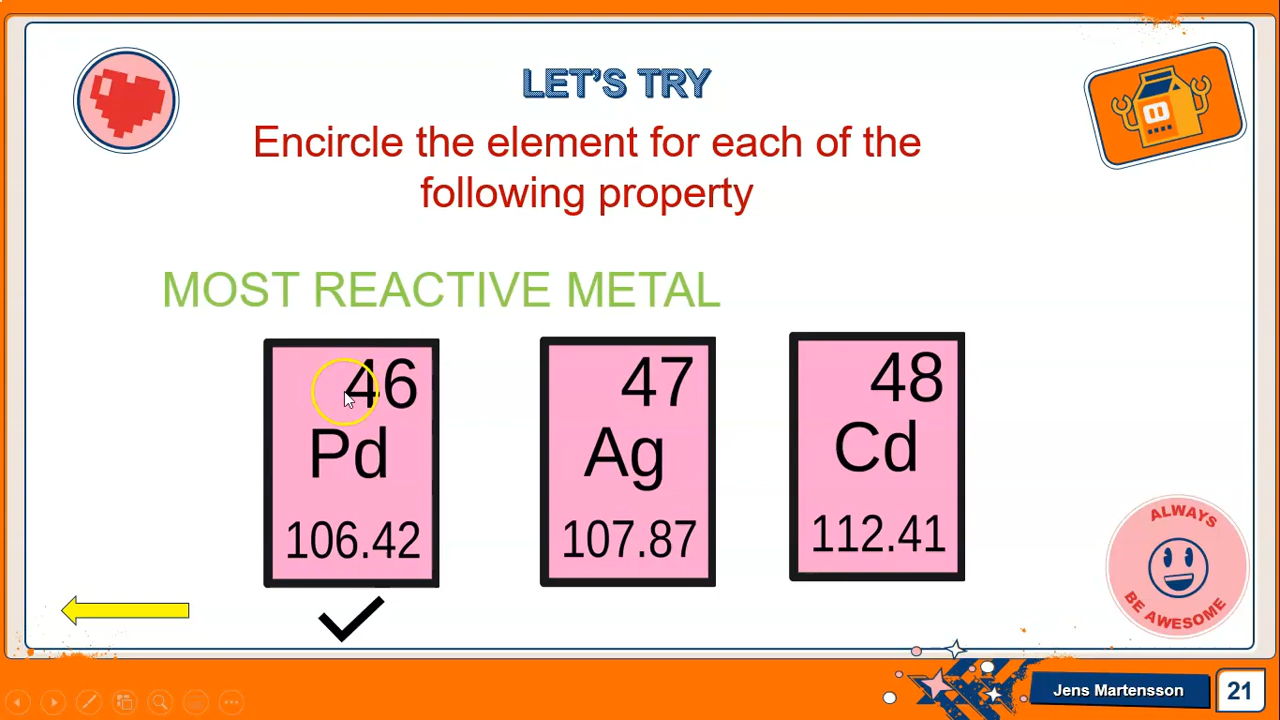 LET'S TRY
Encircle the element for each of the
following property
MOST REACTIVE METAL
46
Pd
106.42
47
Ag
107.87
48
Cd
112.41
ALWAYS
BE AWESOME
Jens Martensson
21